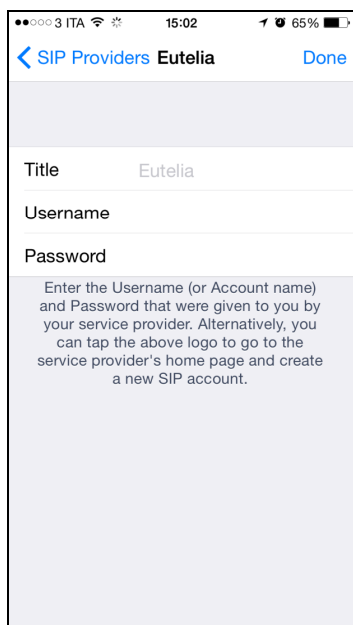 3 ITA 15:02 65%
SIP Providers Eutelia Done
Title Eutelia
Username
Password
Enter the Username (or Account name)
and Password that were given to you by
your service provider. Alternatively, you
can tap the above logo to go to the
service provider's home page and create
a new SIP account.